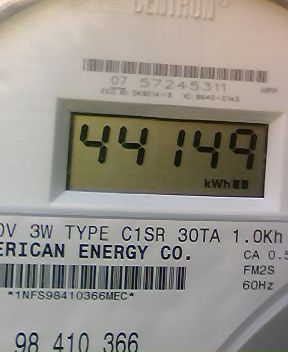 CENTRON
07 57245311
44149
kWh
0V 3W TYPE C1SR 30TA 1.0Kh
ERICAN ENERGY CO.
CA 0.5
FM2S
60Hz
*1NFS98410366MEC*
98 410 366